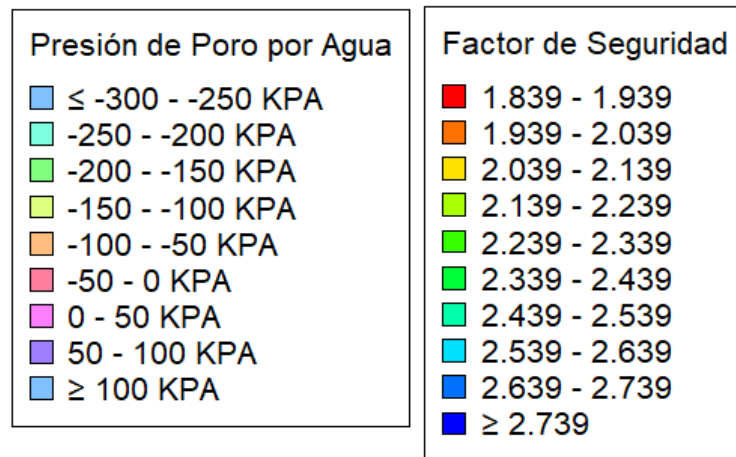 Presión de Poro por Agua
≤ -300 - -250 KPA
-250 - -200 KPA
-200 - -150 KPA
-150 - -100 KPA
-100 - -50 KPA
-50 - 0 KPA
0 - 50 KPA
50 - 100 KPA
≥ 100 KPA
Factor de Seguridad
1.839 - 1.939
1.939 - 2.039
2.039 - 2.139
2.139 - 2.239
2.239 - 2.339
2.339 - 2.439
2.439 - 2.539
2.539 - 2.639
2.639 - 2.739
≥ 2.739